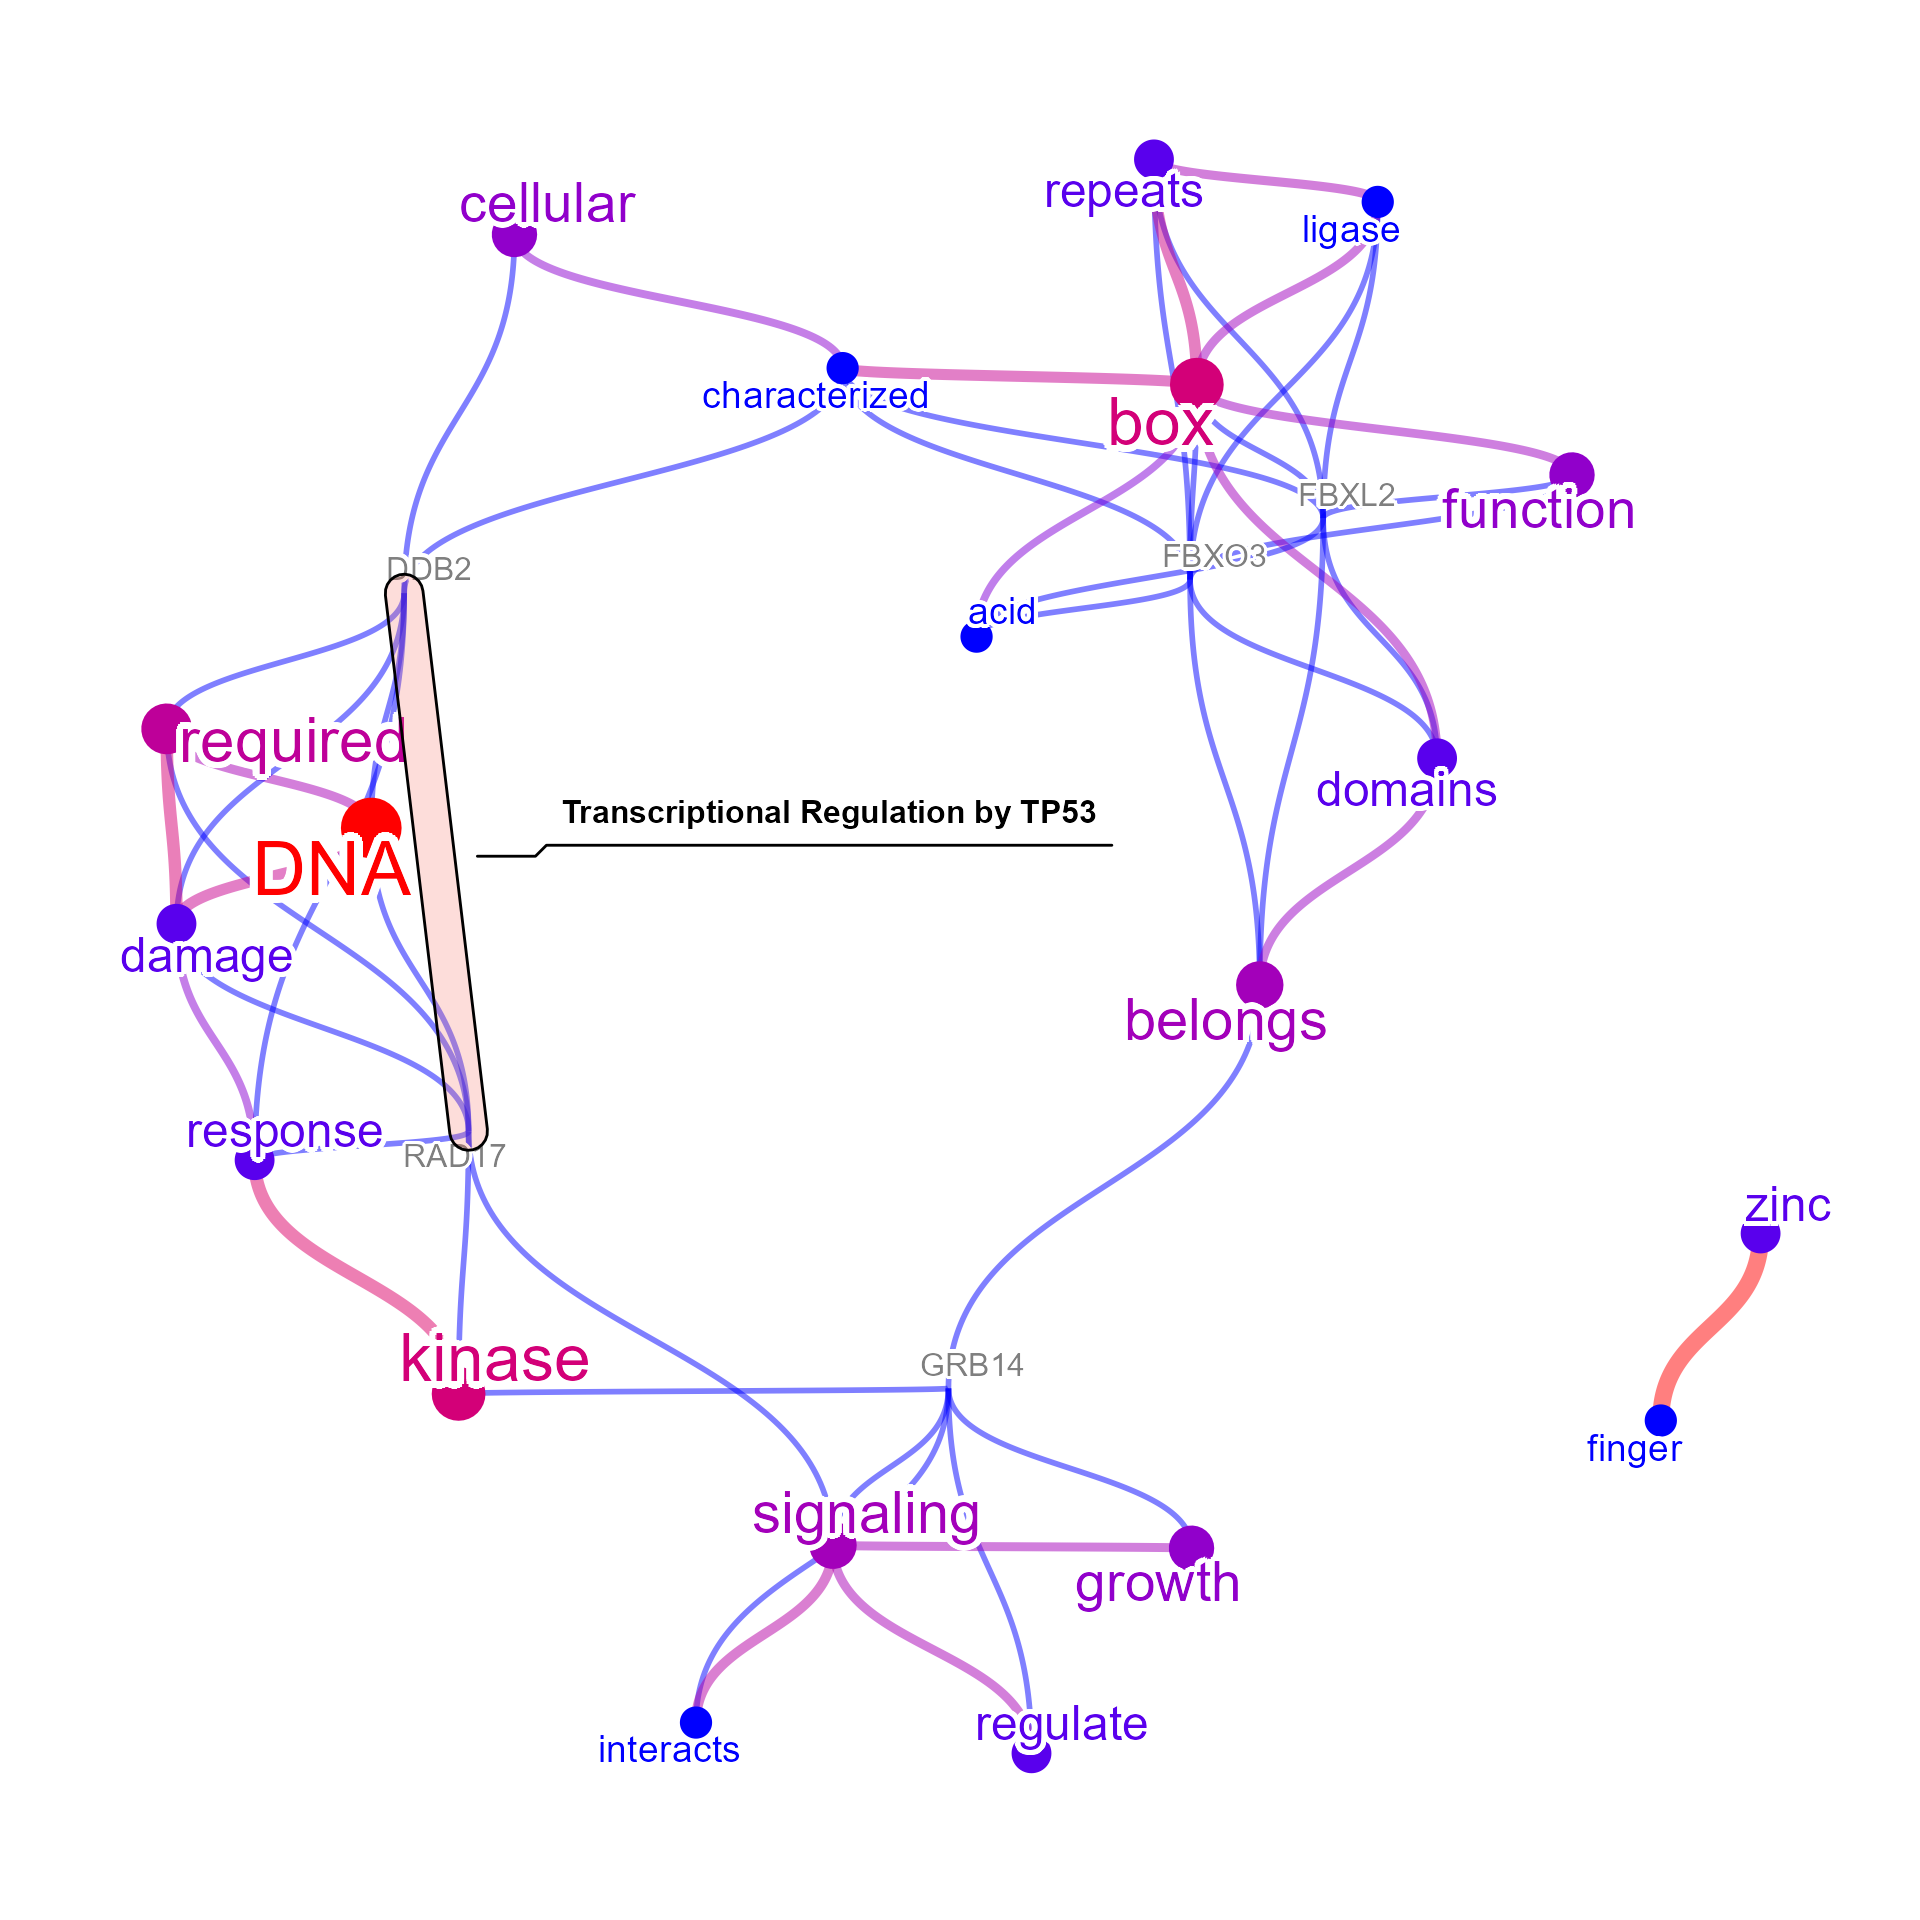 repeats
cellular
ligase
characterized
box
FBXL2
function
DDB2
FBXO3
acid
required
domains
Transcriptional Regulation by TP53
DNA
damage
belongs
response
RAD17
zinc
kinase
GRB14
finger
signaling
growth
regulate
interacts